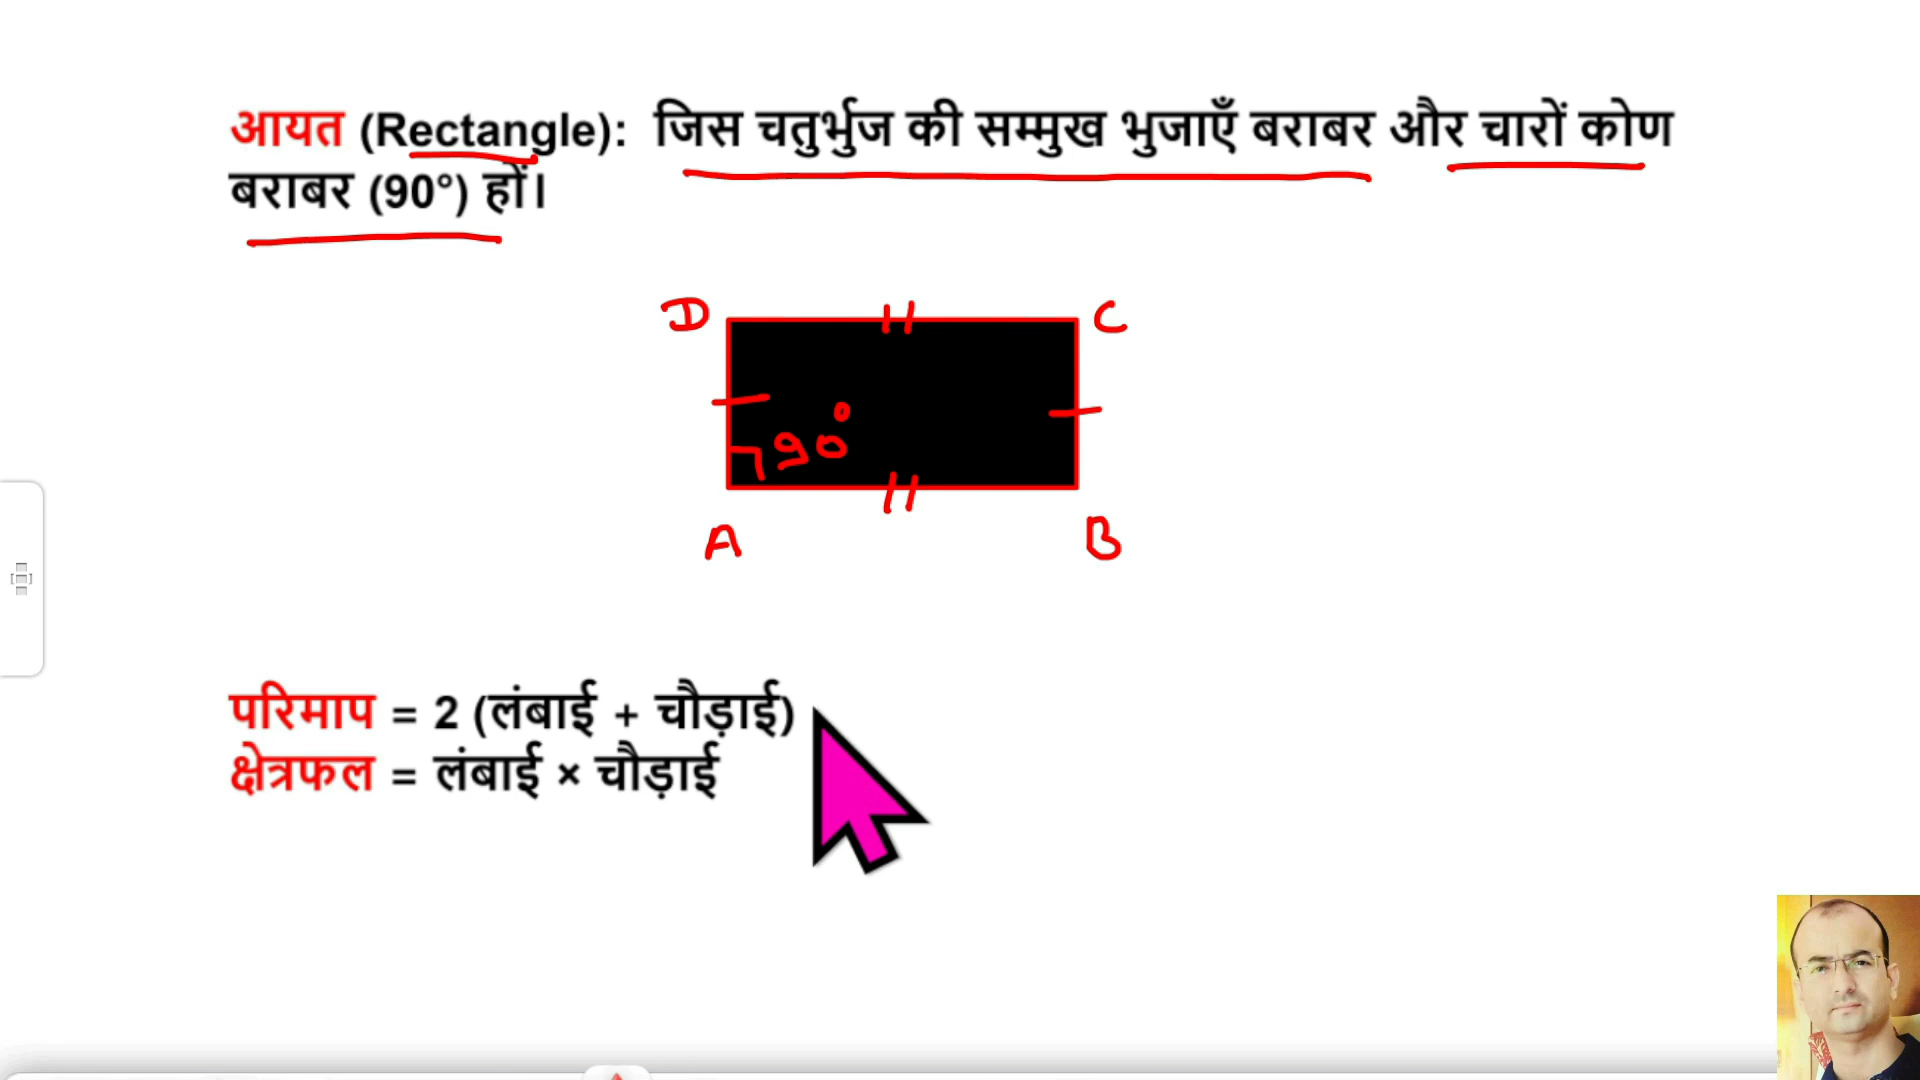 आयत (Rectangle): जिस चतुर्भुज की सम्मुख भुजाएँ बराबर और चारों कोण
बराबर (90°) हों।
D C
90°
A B
परिमाप = 2 (लंबाई + चौड़ाई)
क्षेत्रफल = लंबाई × चौड़ाई